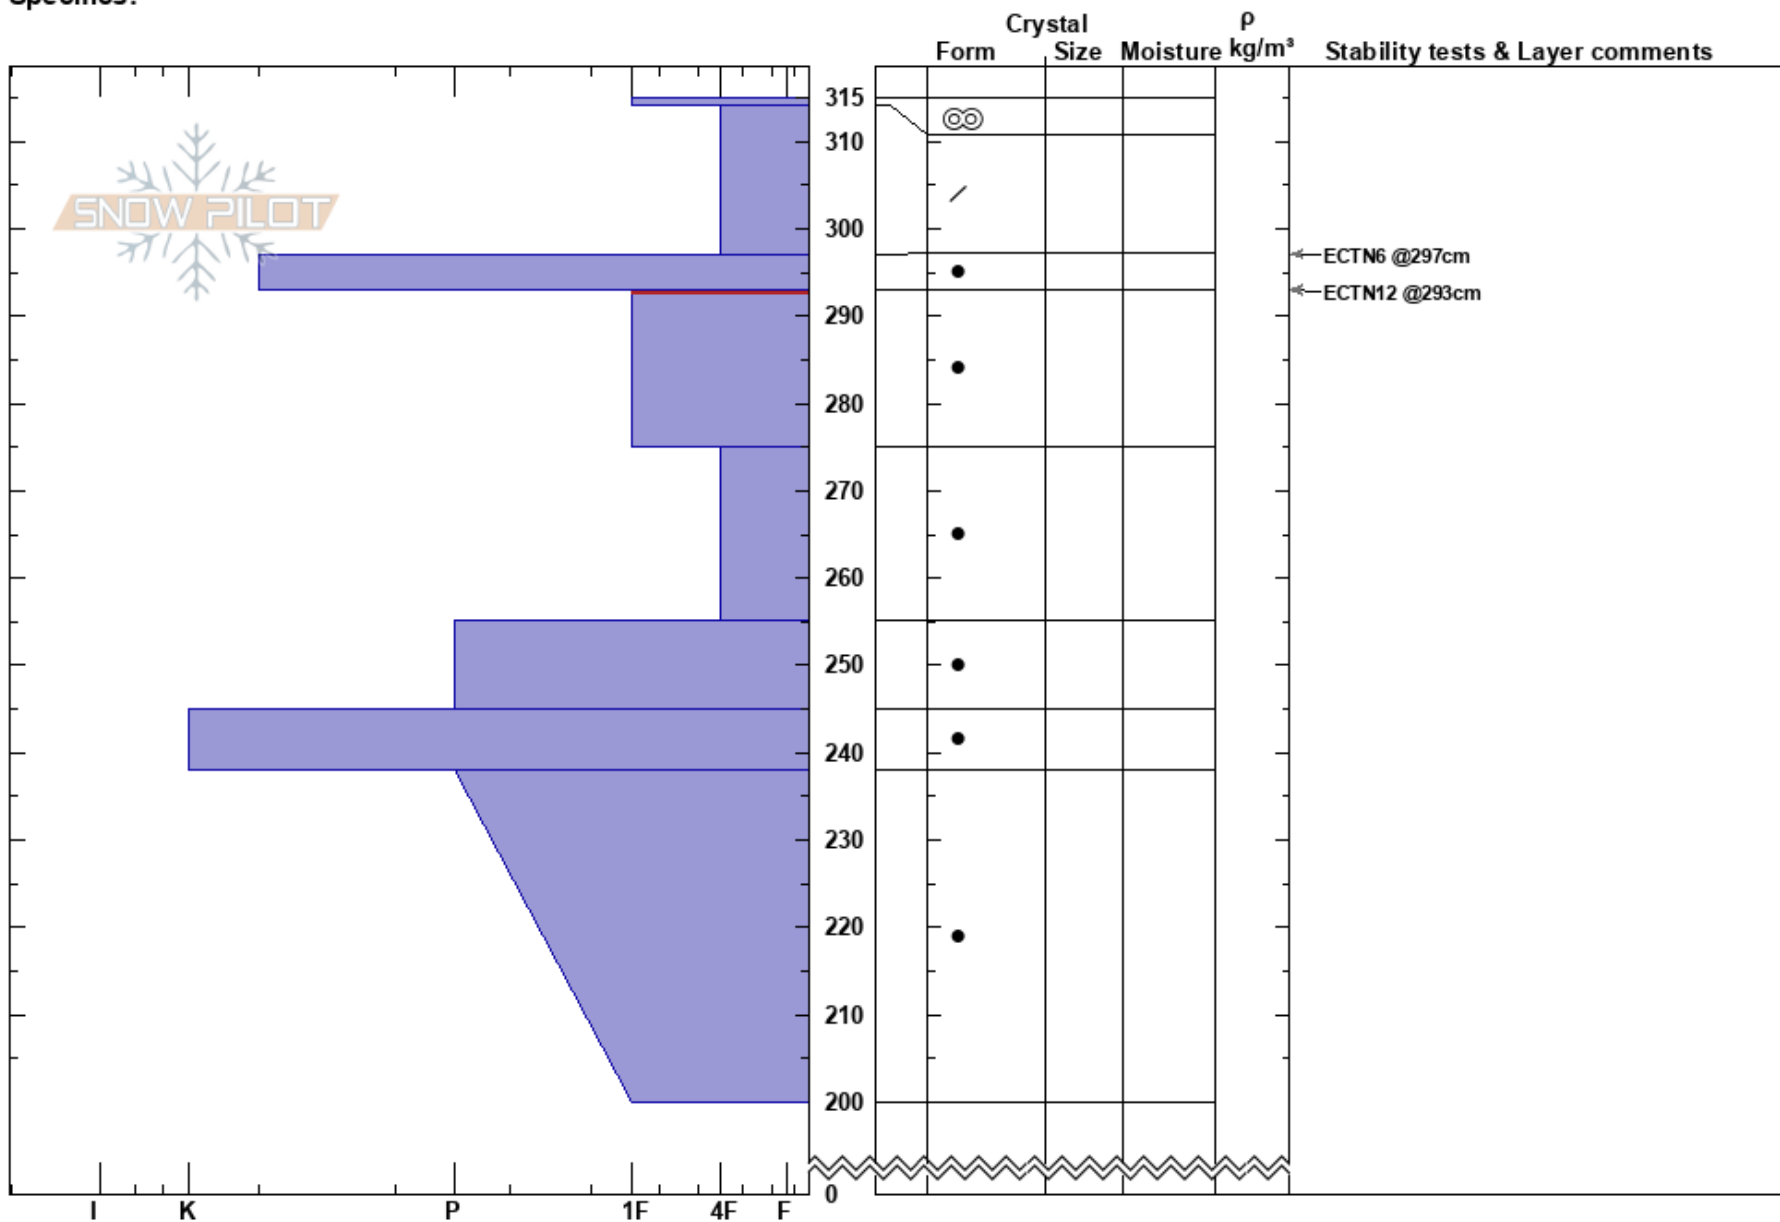 Specifics:
Crystal
ρ
Form
Size
Moisture
kg/m³
Stability tests & Layer comments
SNOW PILOT
315
310
300
290
280
270
260
250
240
230
220
210
200
0
ECTN6 @297cm
ECTN12 @293cm
I
K
P
1F
4F
F